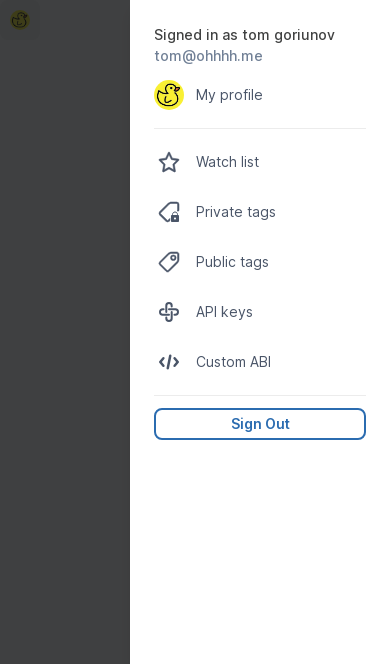 Signed in as tom goriunov
tom@ohhhh.me
My profile
Watch list
Private tags
Public tags
API keys
Custom ABI
Sign Out